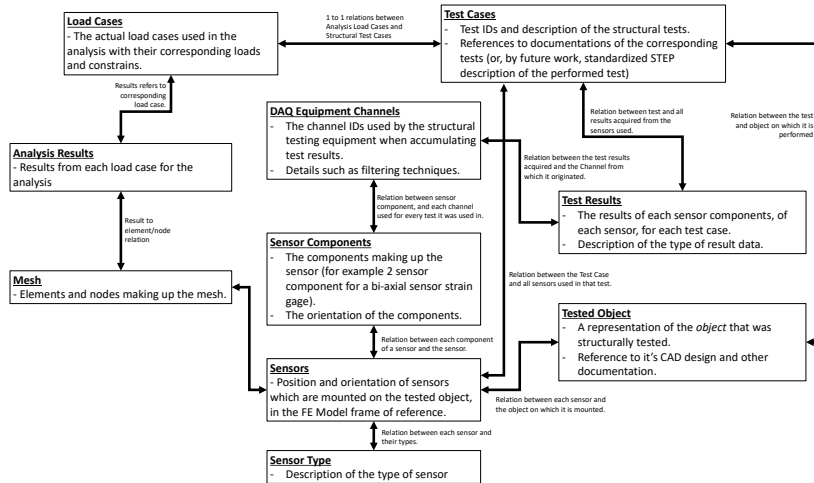 Load Cases
- The actual load cases used in the
analysis with their corresponding loads
and constrains.
1 to 1 relations between
Analysis Load Cases and
Structural Test Cases
Test Cases
- Test IDs and description of the structural tests.
- References to documentations of the corresponding
tests (or, by future work, standardized STEP
description of the performed test)
Results refers to
corresponding
load case.
DAQ Equipment Channels
- The channel IDs used by the structural
testing equipment when accumulating
test results.
- Details such as filtering techniques.
Relation between test and all
results acquired from the
sensors used.
Relation between the test
and object on which it is
performed
Analysis Results
- Results from each load case for the
analysis
Relation between the test results
acquired and the Channel from
which it originated.
Relation between sensor
component, and each channel
used for every test it was used in.
Test Results
- The results of each sensor components, of
each sensor, for each test case.
- Description of the type of result data.
Result to
element/node
relation
Sensor Components
- The components making up the
sensor (for example 2 sensor
component for a bi-axial sensor strain
gage).
- The orientation of the components.
Relation between the Test Case
and all sensors used in that test.
Mesh
- Elements and nodes making up the mesh.
Tested Object
- A representation of the object that was
structurally tested.
- Reference to it's CAD design and other
documentation.
Relation between each component
of a sensor and the sensor.
Sensors
- Position and orientation of sensors
which are mounted on the tested object,
in the FE Model frame of reference.
Relation between each sensor and
the object on which it is mounted.
Relation between each sensor and
their types.
Sensor Type
- Description of the type of sensor